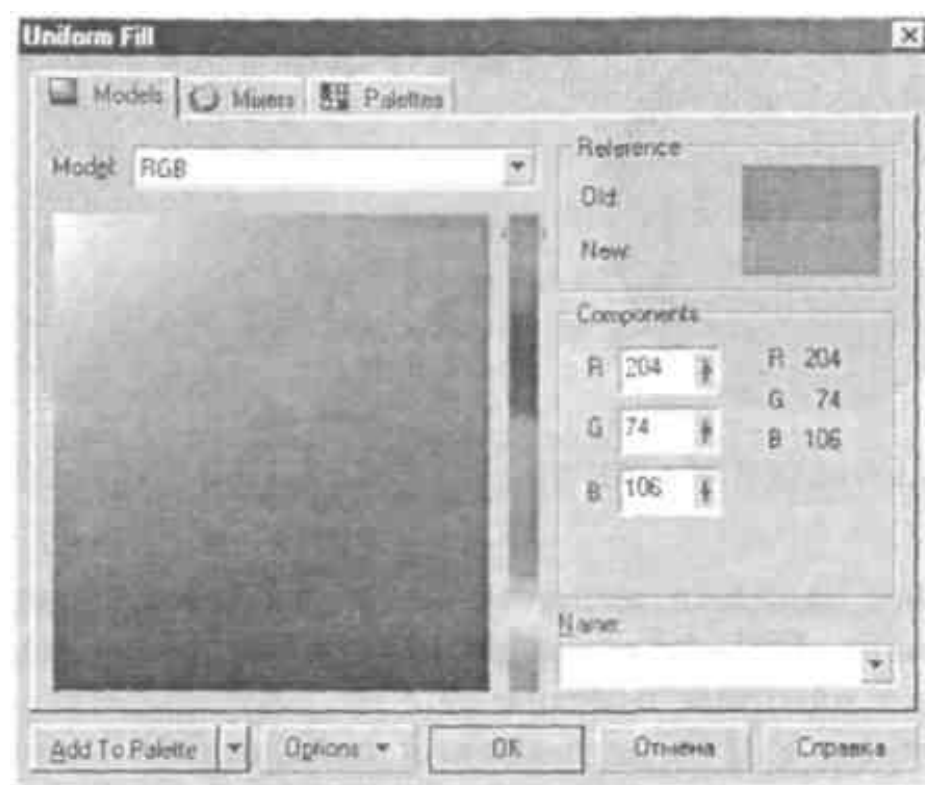 Uniform Fill
Models Mixers Palettes
Model: RGB
Reference
Old:
New:
Components
R 204 R 204
G 74 G 74
B 106 B 106
Name:
Add To Palette Options OK Отмена Справка